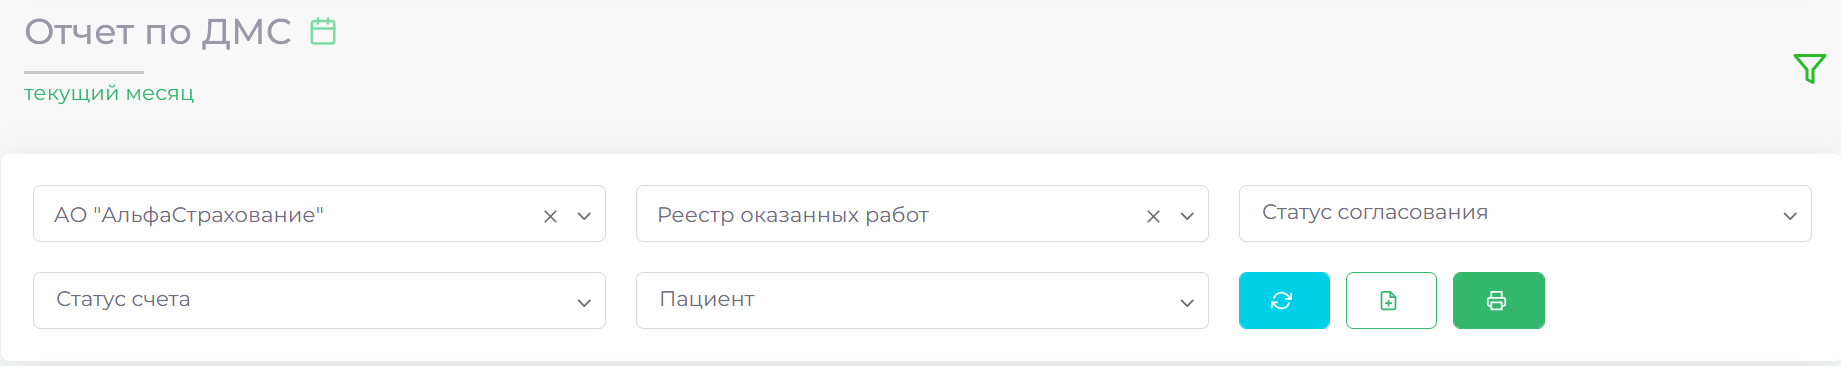 Отчет по ДМС
текущий месяц
АО "АльфаСтрахование"
Реестр оказанных работ
Статус согласования
Статус счета
Пациент